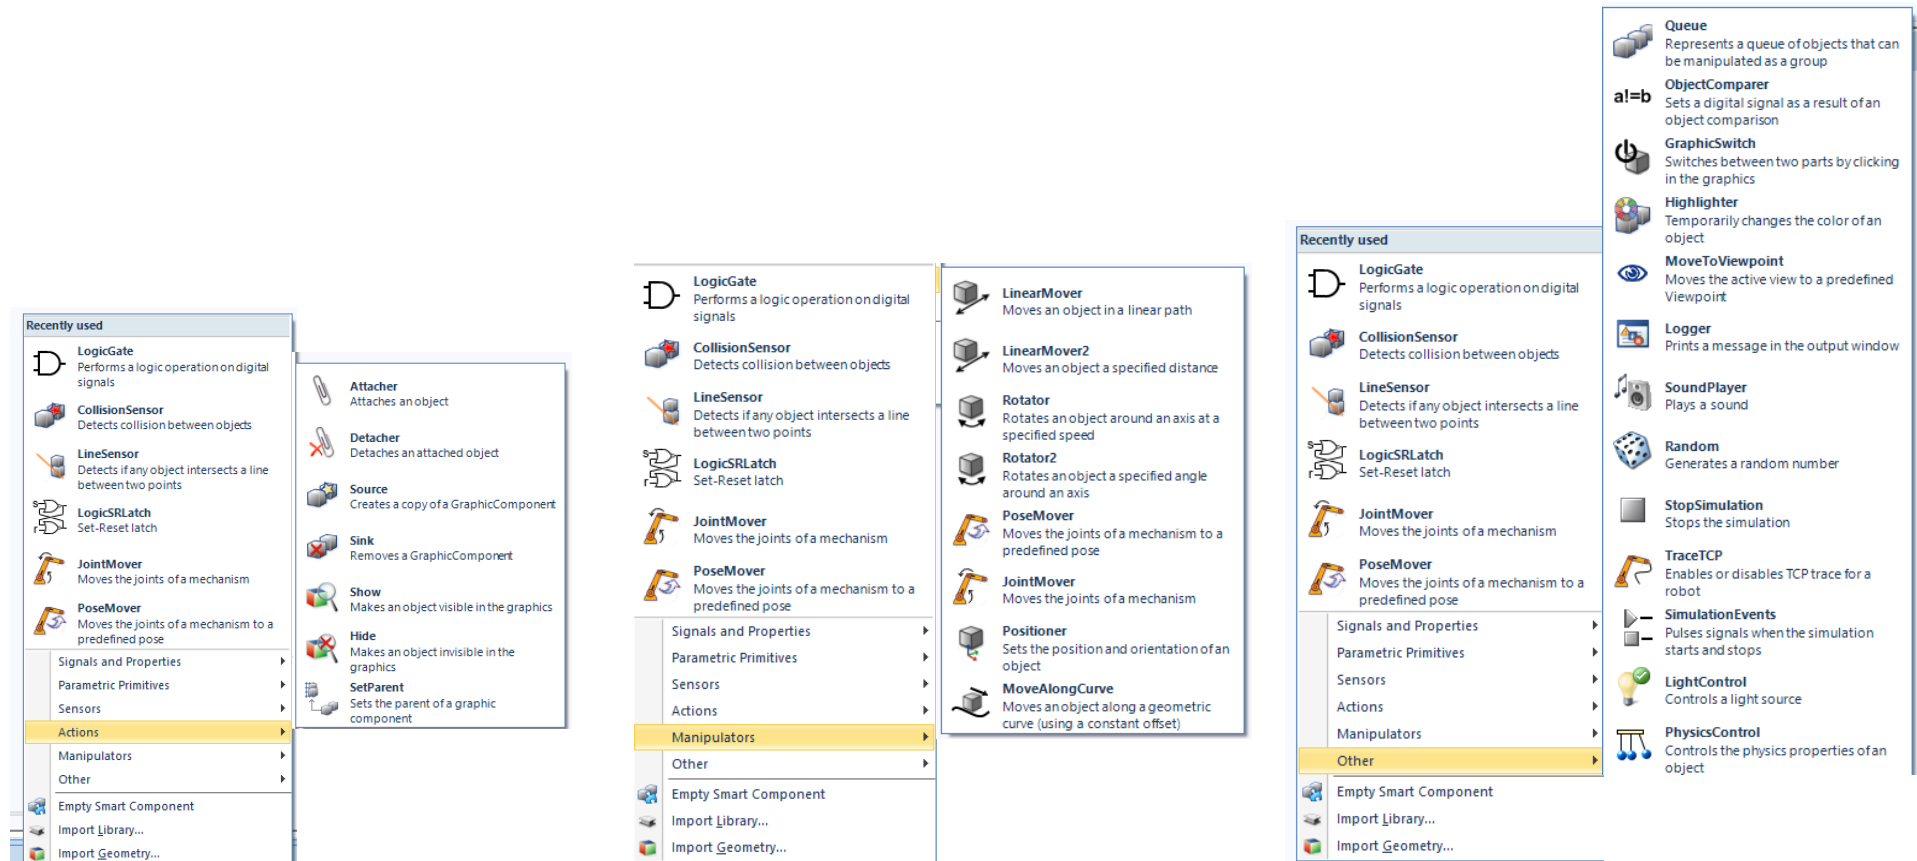 Recently used
LogicGate
Performs a logic operation on digital
signals
CollisionSensor
Detects collision between objects
LineSensor
Detects if any object intersects a line
between two points
LogicSRLatch
Set-Reset latch
JointMover
Moves the joints of a mechanism
PoseMover
Moves the joints of a mechanism to a
predefined pose
Signals and Properties
Parametric Primitives
Sensors
Actions
Manipulators
Other
Empty Smart Component
Import Library...
Import Geometry...
Attacher
Attaches an object
Detacher
Detaches an attached object
Source
Creates a copy of a GraphicComponent
Sink
Removes a GraphicComponent
Show
Makes an object visible in the graphics
Hide
Makes an object invisible in the
graphics
SetParent
Sets the parent of a graphic
component
LogicGate
Performs a logic operation on digital
signals
CollisionSensor
Detects collision between objects
LineSensor
Detects if any object intersects a line
between two points
LogicSRLatch
Set-Reset latch
JointMover
Moves the joints of a mechanism
PoseMover
Moves the joints of a mechanism to a
predefined pose
Signals and Properties
Parametric Primitives
Sensors
Actions
Manipulators
Other
Empty Smart Component
Import Library...
Import Geometry...
LinearMover
Moves an object in a linear path
LinearMover2
Moves an object a specified distance
Rotator
Rotates an object around an axis at a
specified speed
Rotator2
Rotates an object a specified angle
around an axis
PoseMover
Moves the joints of a mechanism to a
predefined pose
JointMover
Moves the joints of a mechanism
Positioner
Sets the position and orientation of an
object
MoveAlongCurve
Moves an object along a geometric
curve (using a constant offset)
Recently used
LogicGate
Performs a logic operation on digital
signals
CollisionSensor
Detects collision between objects
LineSensor
Detects if any object intersects a line
between two points
LogicSRLatch
Set-Reset latch
JointMover
Moves the joints of a mechanism
PoseMover
Moves the joints of a mechanism to a
predefined pose
Signals and Properties
Parametric Primitives
Sensors
Actions
Manipulators
Other
Empty Smart Component
Import Library...
Import Geometry...
Queue
Represents a queue of objects that can
be manipulated as a group
a!=b
ObjectComparer
Sets a digital signal as a result of an
object comparison
GraphicSwitch
Switches between two parts by clicking
in the graphics
Highlighter
Temporarily changes the color of an
object
MoveToViewpoint
Moves the active view to a predefined
Viewpoint
Logger
Prints a message in the output window
SoundPlayer
Plays a sound
Random
Generates a random number
StopSimulation
Stops the simulation
TraceTCP
Enables or disables TCP trace for a
robot
SimulationEvents
Pulses signals when the simulation
starts and stops
LightControl
Controls a light source
PhysicsControl
Controls the physics properties of an
object